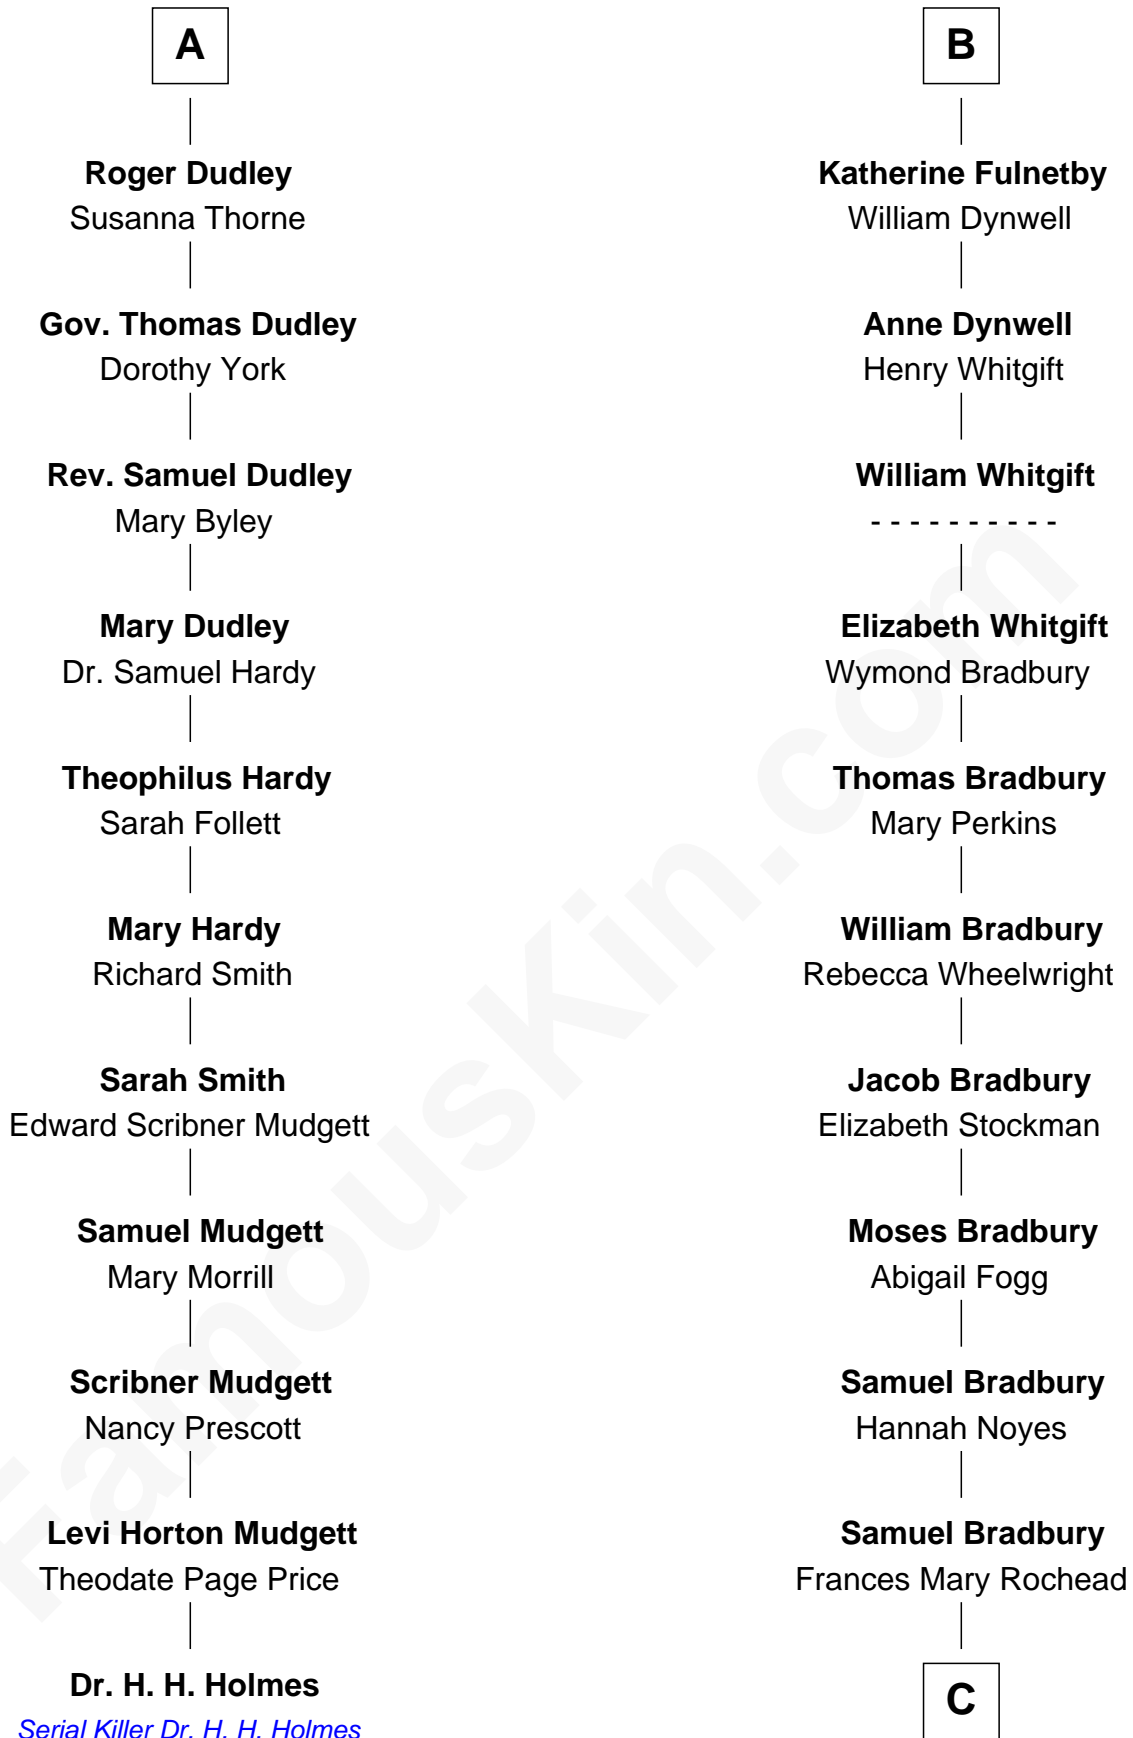 A
Roger Dudley
Susanna Thorne
Gov. Thomas Dudley
Dorothy York
Rev. Samuel Dudley
Mary Byley
Mary Dudley
Dr. Samuel Hardy
Theophilus Hardy
Sarah Follett
Mary Hardy
Richard Smith
Sarah Smith
Edward Scribner Mudgett
Samuel Mudgett
Mary Morrill
Scribner Mudgett
Nancy Prescott
Levi Horton Mudgett
Theodate Page Price
Dr. H. H. Holmes
Serial Killer Dr. H. H. Holmes
B
Katherine Fulnetby
William Dynwell
Anne Dynwell
Henry Whitgift
William Whitgift
- - - - - - - - - -
Elizabeth Whitgift
Wymond Bradbury
Thomas Bradbury
Mary Perkins
William Bradbury
Rebecca Wheelwright
Jacob Bradbury
Elizabeth Stockman
Moses Bradbury
Abigail Fogg
Samuel Bradbury
Hannah Noyes
Samuel Bradbury
Frances Mary Rochead
C
FamousKin.com